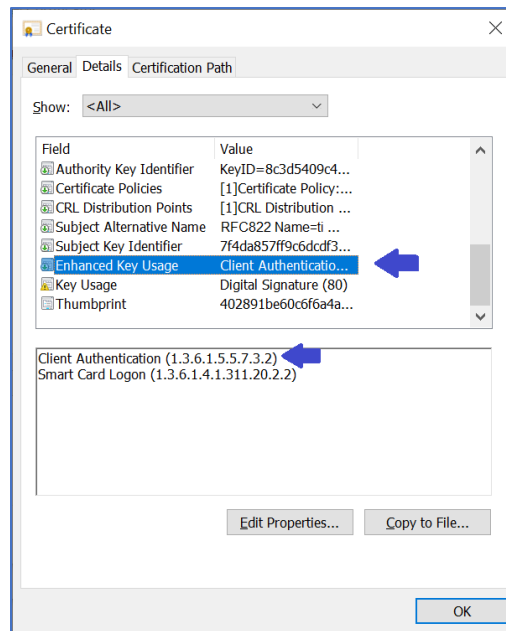 Certificate
General Details Certification Path
Show: <All>
Field Value
Authority Key Identifier KeyID=8c3d5409c4...
Certificate Policies [1]Certificate Policy:...
CRL Distribution Points [1]CRL Distribution ...
Subject Alternative Name RFC822 Name=ti ...
Subject Key Identifier 7f4da857ff9c6dcdf3...
Enhanced Key Usage Client Authenticatio...
Key Usage Digital Signature (80)
Thumbprint 402891be60c6f6a4a...
Client Authentication (1.3.6.1.5.5.7.3.2)
Smart Card Logon (1.3.6.1.4.1.311.20.2.2)
Edit Properties... Copy to File...
OK